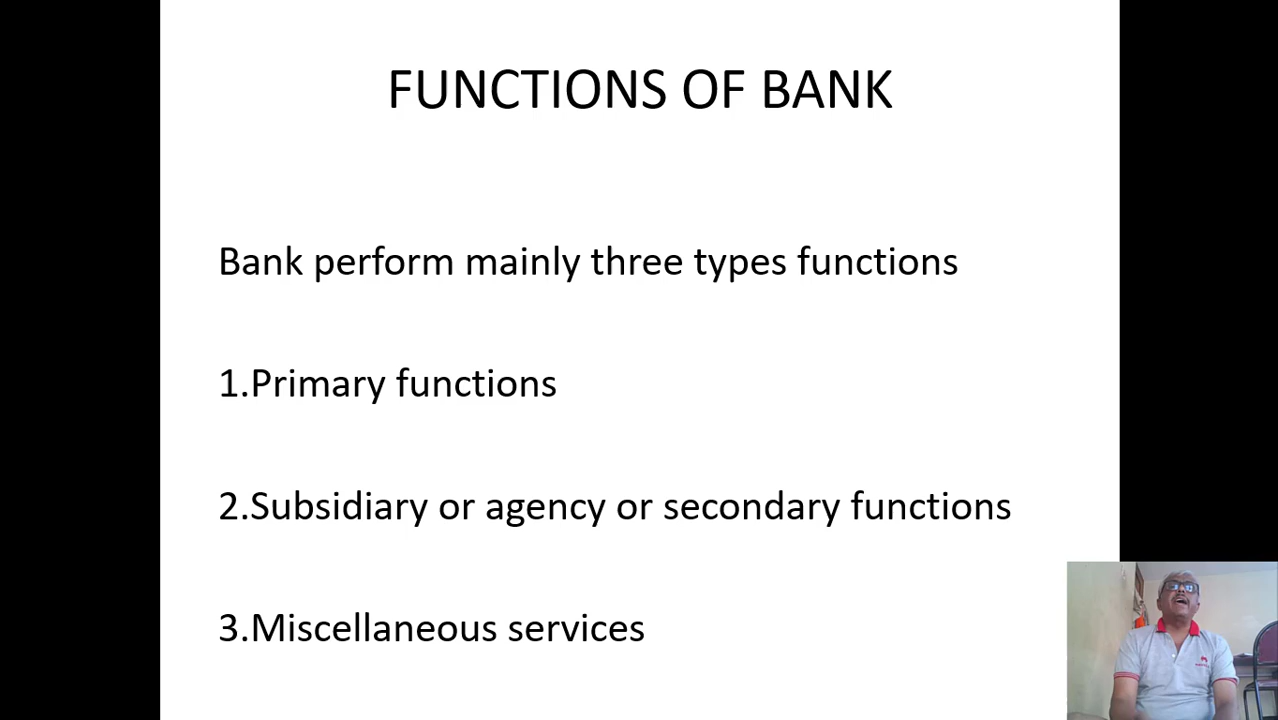 FUNCTIONS OF BANK
Bank perform mainly three types functions
1.Primary functions
2.Subsidiary or agency or secondary functions
3.Miscellaneous services